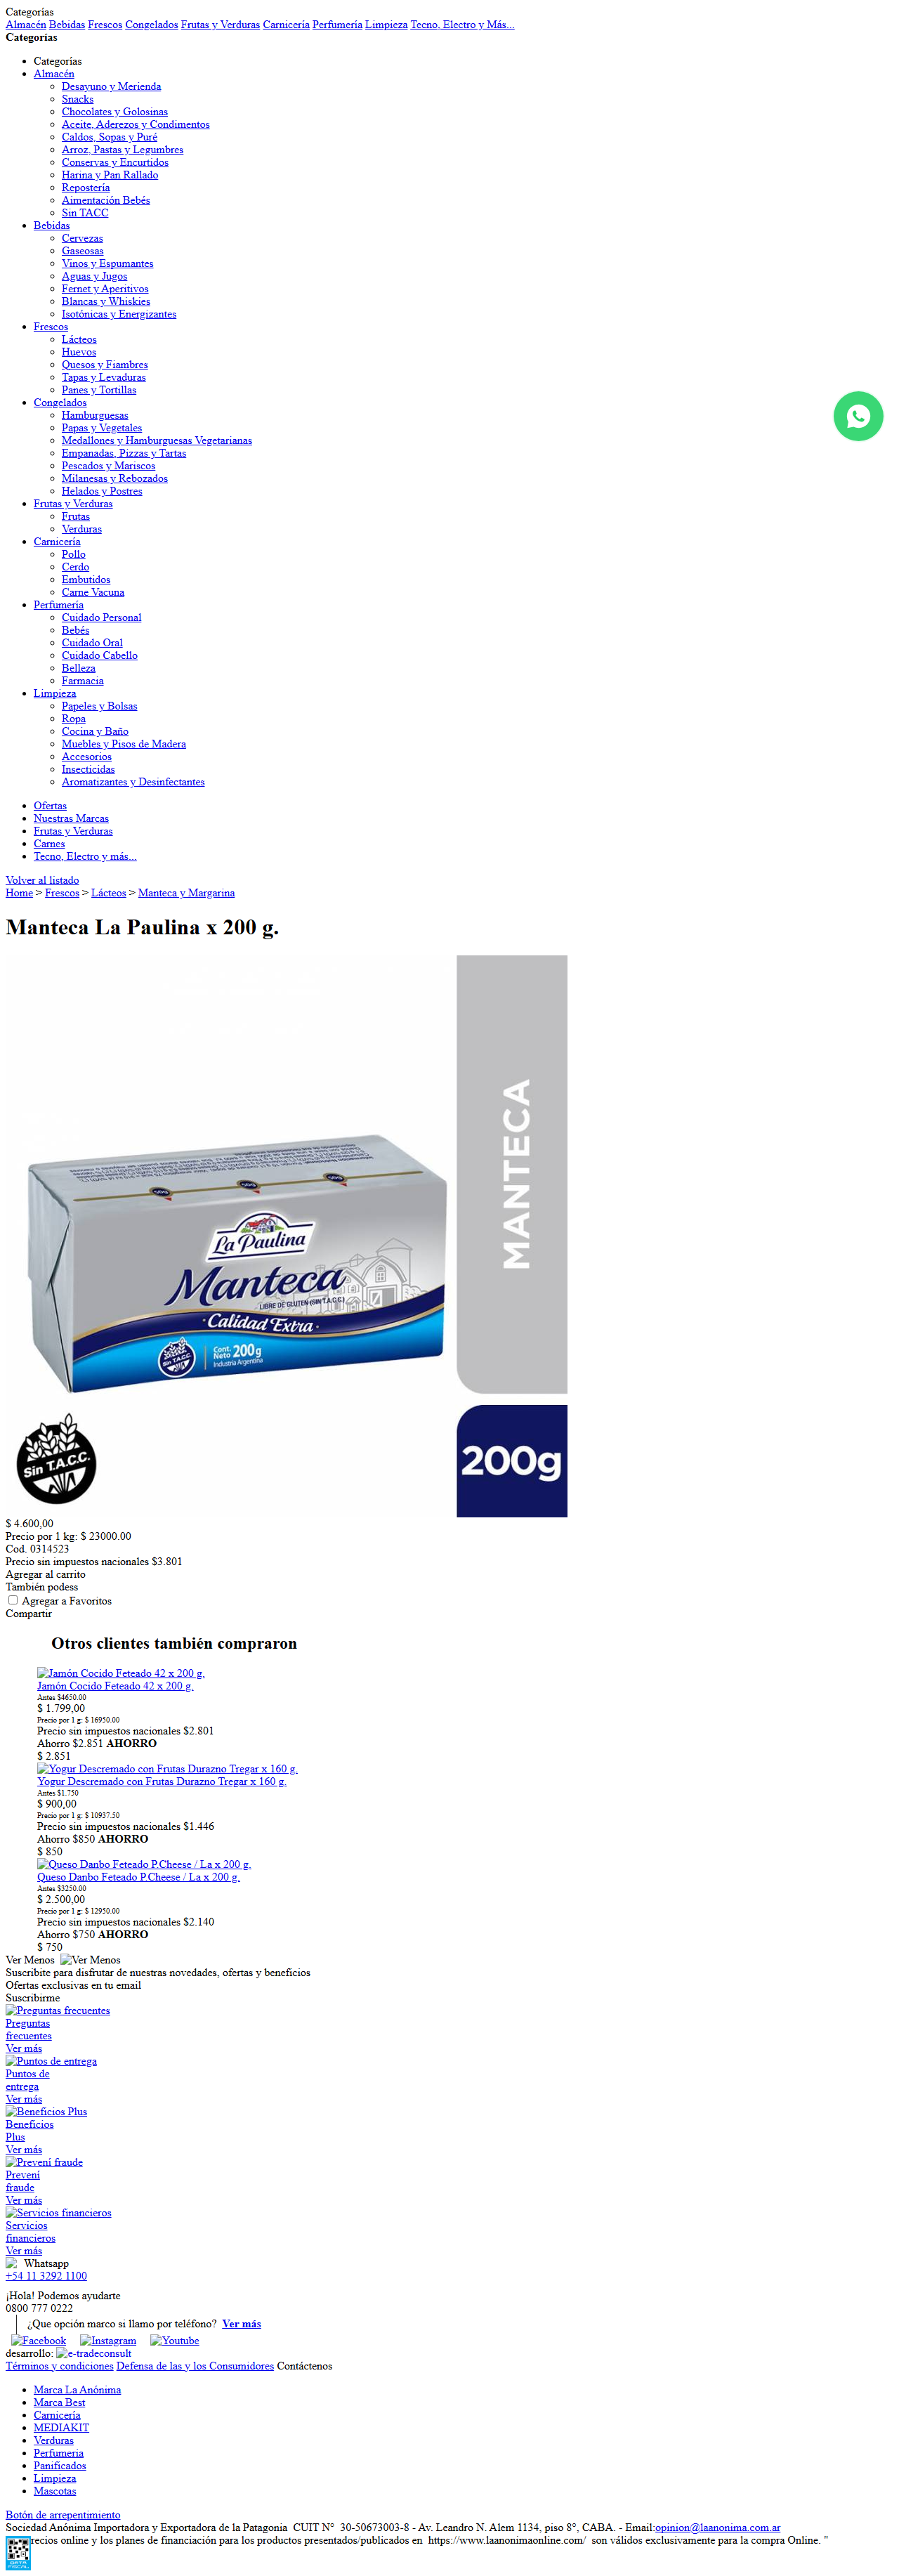 Categorías
Almacén Bebidas Frescos Congelados Frutas y Verduras Carnicería Perfumería Limpieza Tecno, Electro y Más...
Categorías
Categorías
Almacén
Desayuno y Merienda
Snacks
Chocolates y Golosinas
Aceite, Aderezos y Condimentos
Caldos, Sopas y Puré
Arroz, Pastas y Legumbres
Conservas y Encurtidos
Harina y Pan Rallado
Repostería
Aimentación Bebés
Sin TACC
Bebidas
Cervezas
Gaseosas
Vinos y Espumantes
Aguas y Jugos
Fernet y Aperitivos
Blancas y Whiskies
Isotónicas y Energizantes
Frescos
Lácteos
Huevos
Quesos y Fiambres
Tapas y Levaduras
Panes y Tortillas
Congelados
Hamburguesas
Papas y Vegetales
Medallones y Hamburguesas Vegetarianas
Empanadas, Pizzas y Tartas
Pescados y Mariscos
Milanesas y Rebozados
Helados y Postres
Frutas y Verduras
Frutas
Verduras
Carnicería
Pollo
Cerdo
Embutidos
Carne Vacuna
Perfumería
Cuidado Personal
Bebés
Cuidado Oral
Cuidado Cabello
Belleza
Farmacia
Limpieza
Papeles y Bolsas
Ropa
Cocina y Baño
Muebles y Pisos de Madera
Accesorios
Insecticidas
Aromatizantes y Desinfectantes
Ofertas
Nuestras Marcas
Frutas y Verduras
Carnes
Tecno, Electro y más...
Volver al listado
Home > Frescos > Lácteos > Manteca y Margarina
Manteca La Paulina x 200 g.
MANTECA
La Paulina
Manteca
LIBRE DE GLUTEN (SIN T.A.C.C.)
Calidad Extra
Cont. Neto 200g
Industria Argentina
Sin T.A.C.C.
200g
$ 4.600,00
Precio por 1 kg: $ 23000.00
Cod. 0314523
Precio sin impuestos nacionales $3.801
Agregar al carrito
También podess
Agregar a Favoritos
Compartir
Otros clientes también compraron
Jamón Cocido Feteado 42 x 200 g.
Jamón Cocido Feteado 42 x 200 g.
Antes $4650.00
$ 1.799,00
Precio por 1 g: $ 16950.00
Precio sin impuestos nacionales $2.801
Ahorro $2.851 AHORRO
$ 2.851
Yogur Descremado con Frutas Durazno Tregar x 160 g.
Yogur Descremado con Frutas Durazno Tregar x 160 g.
Antes $1.750
$ 900,00
Precio por 1 g: $ 10937.50
Precio sin impuestos nacionales $1.446
Ahorro $850 AHORRO
$ 850
Queso Danbo Feteado P.Cheese / La x 200 g.
Queso Danbo Feteado P.Cheese / La x 200 g.
Antes $3250.00
$ 2.500,00
Precio por 1 g: $ 12950.00
Precio sin impuestos nacionales $2.140
Ahorro $750 AHORRO
$ 750
Ver Menos Ver Menos
Suscribite para disfrutar de nuestras novedades, ofertas y beneficios
Ofertas exclusivas en tu email
Suscribirme
Preguntas frecuentes
Preguntas
frecuentes
Ver más
Puntos de entrega
Puntos de
entrega
Ver más
Beneficios Plus
Beneficios
Plus
Ver más
Prevení fraude
Prevení
fraude
Ver más
Servicios financieros
Servicios
financieros
Ver más
Whatsapp
+54 11 3292 1100
¡Hola! Podemos ayudarte
0800 777 0222
¿Que opción marco si llamo por teléfono? Ver más
Facebook Instagram Youtube
desarrollo: e-tradeconsult
Términos y condiciones Defensa de las y los Consumidores Contáctenos
Marca La Anónima
Marca Best
Carnicería
MEDIAKIT
Verduras
Perfumeria
Panificados
Limpieza
Mascotas
Botón de arrepentimiento
Sociedad Anónima Importadora y Exportadora de la Patagonia CUIT N° 30-50673003-8 - Av. Leandro N. Alem 1134, piso 8°, CABA. - Email:opinion@laanonima.com.ar
recios online y los planes de financiación para los productos presentados/publicados en https://www.laanonimaonline.com/ son válidos exclusivamente para la compra Online. "
DATA
FISCAL